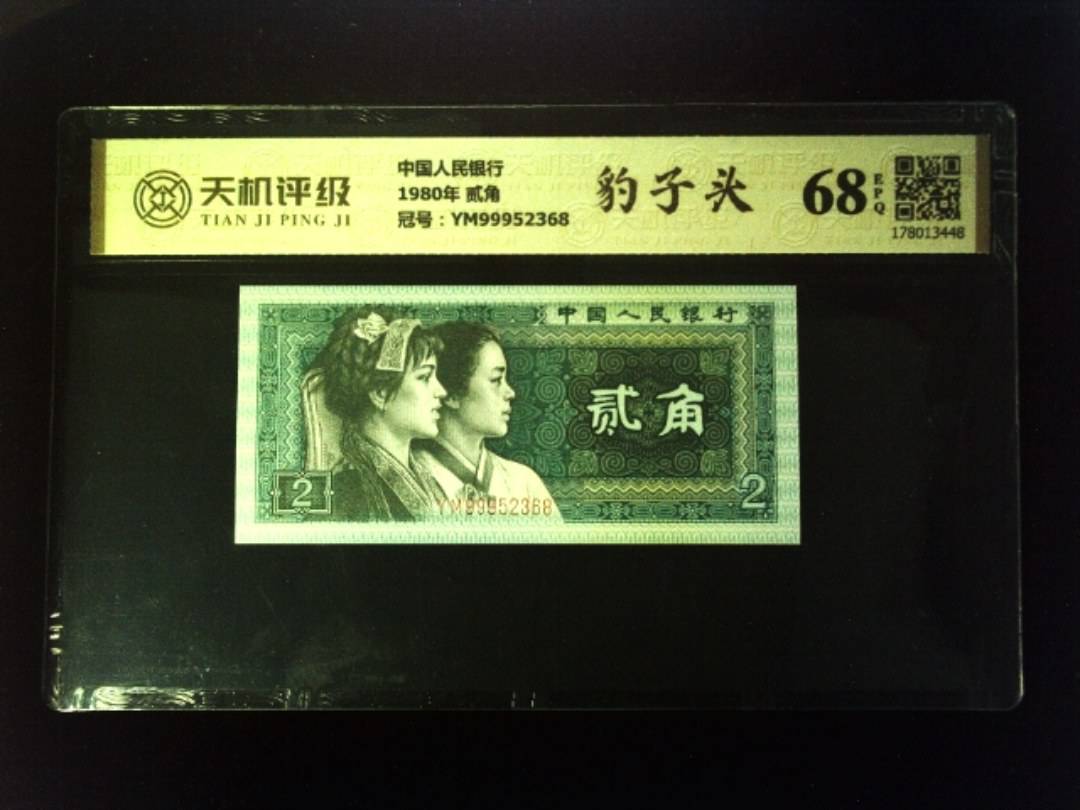 天机评级
TIAN JI PING JI
中国人民银行
1980年 贰角
冠号：YM99952368
豹子头
68
EPQ
178013448
中国人民银行
贰角
2
YM99952368
2